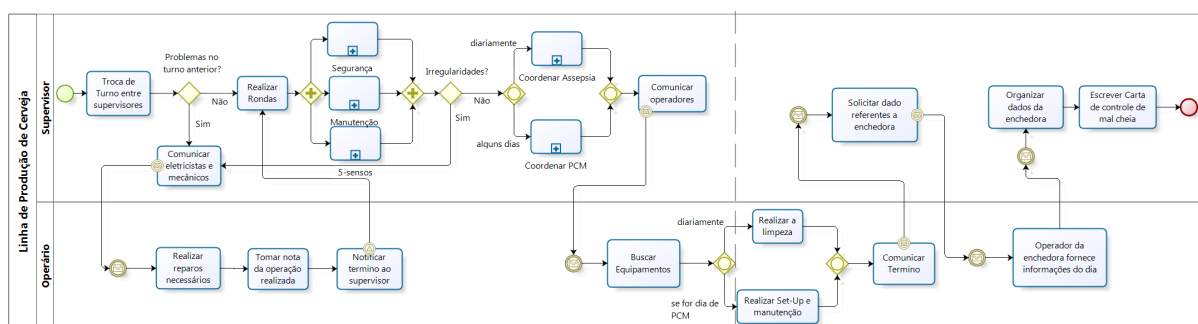 Linha de Produção de Cerveja
Supervisor
Troca de
Turno entre
supervisores
Problemas no
turno anterior?
Não
Sim
Realizar
Rondas
Comunicar
eletricistas e
mecânicos
Segurança
Manutenção
5-sensos
Irregularidades?
Não
Sim
diariamente
Coordenar Assepsia
alguns dias
Coordenar PCM
Comunicar
operadores
Solicitar dado
referentes a
enchedora
Organizar
dados da
enchedora
Escrever Carta
de controle de
mal cheia
Operário
Realizar
reparos
necessários
Tomar nota
da operação
realizada
Notificar
termino ao
supervisor
Buscar
Equipamentos
diariamente
Realizar a
limpeza
se for dia de
PCM
Realizar Set-Up e
manutenção
Comunicar
Termino
Operador da
enchedora fornece
informações do dia